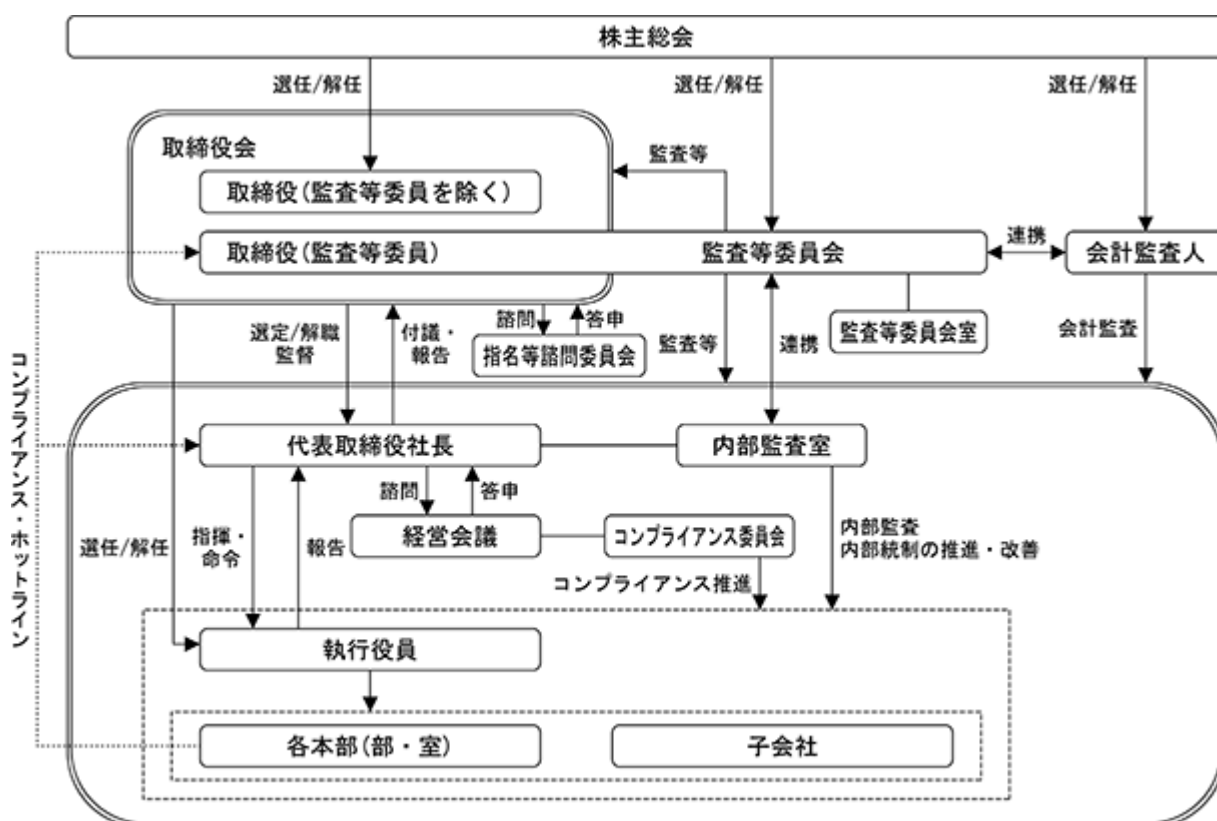 株主総会
選任/解任
選任/解任
選任/解任
取締役会
監査等
取締役(監査等委員を除く)
取締役(監査等委員)
監査等委員会
連携
会計監査人
選定/解職
監督
付議・
報告
諮問
答申
指名等諮問委員会
監査等
連携
監査等委員会室
会計監査
コンプライアンス・ホットライン
代表取締役社長
内部監査室
諮問
答申
選任/解任
指揮・
命令
報告
経営会議
コンプライアンス委員会
内部監査
内部統制の推進・改善
コンプライアンス推進
執行役員
各本部(部・室)
子会社